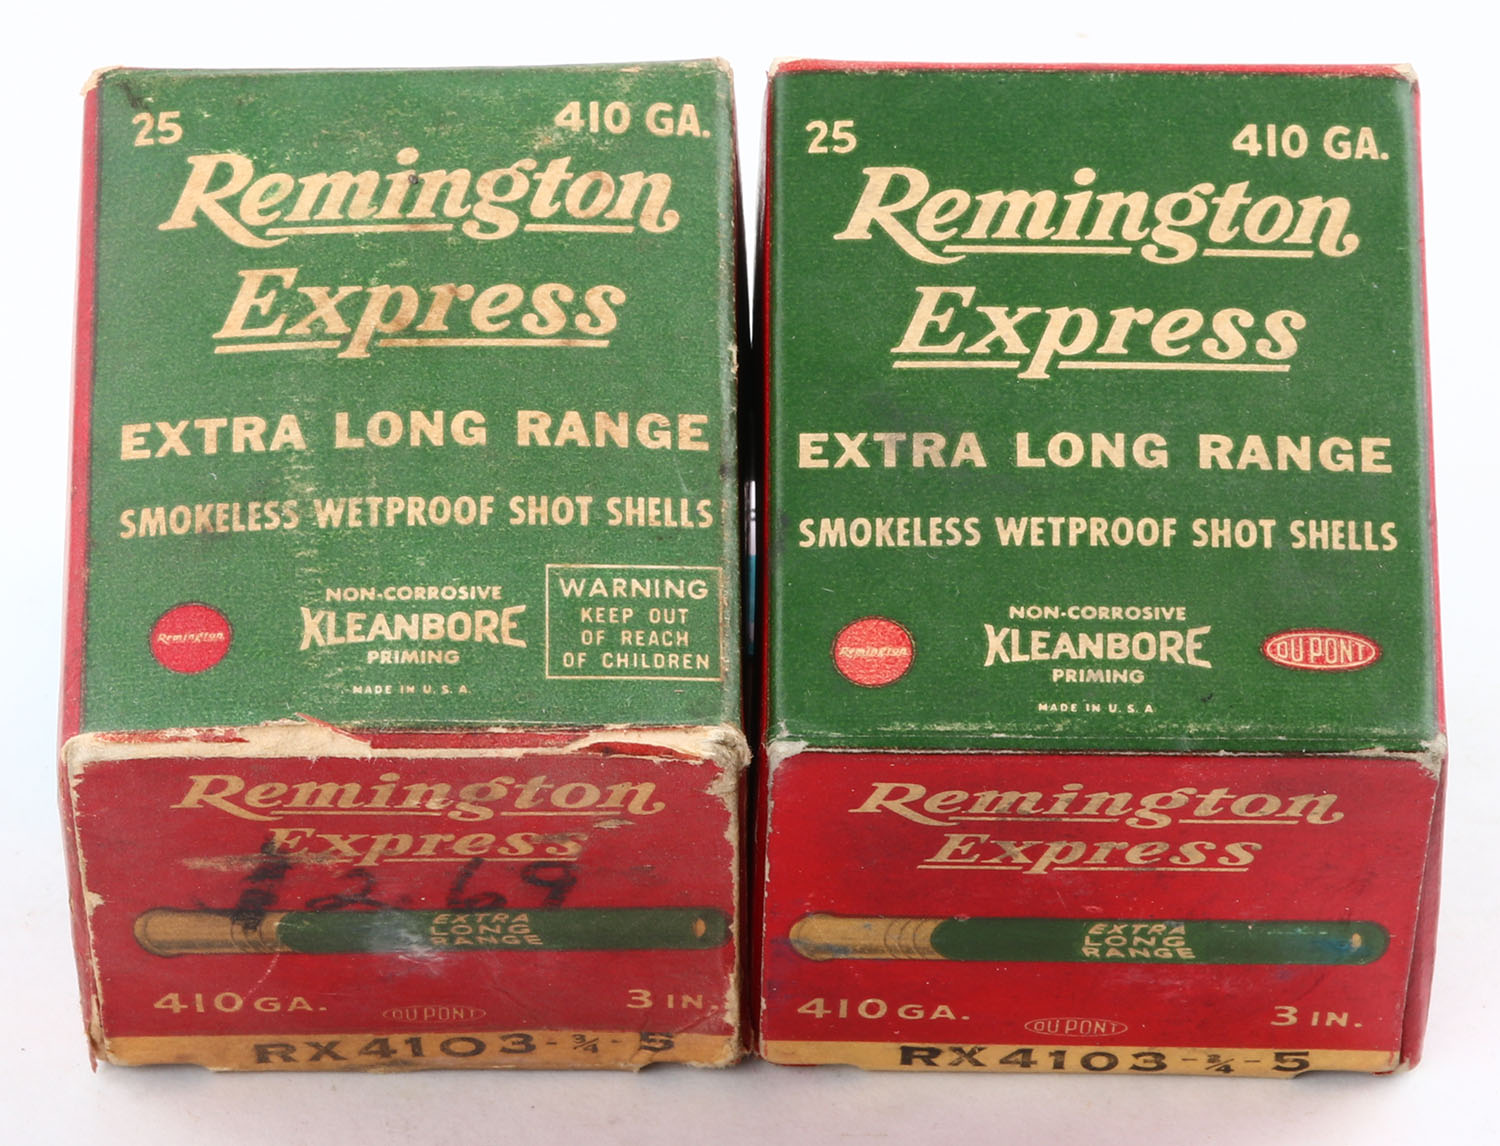 25 410 GA.
Remington
Express
EXTRA LONG RANGE
SMOKELESS WETPROOF SHOT SHELLS
Remington
NON-CORROSIVE
KLEANBORE
PRIMING
MADE IN U.S.A.
WARNING
KEEP OUT
OF REACH
OF CHILDREN
Remington
Express
12-69
EXTRA
LONG
RANGE
410 GA. DU PONT 3 IN.
RX4103-3/4-5
25 410 GA.
Remington
Express
EXTRA LONG RANGE
SMOKELESS WETPROOF SHOT SHELLS
Remington
NON-CORROSIVE
KLEANBORE
PRIMING
MADE IN U.S.A
DU PONT
Remington
Express
EXTRA
LONG
RANGE
410 GA. DU PONT 3 IN.
RX4103-3/4-5